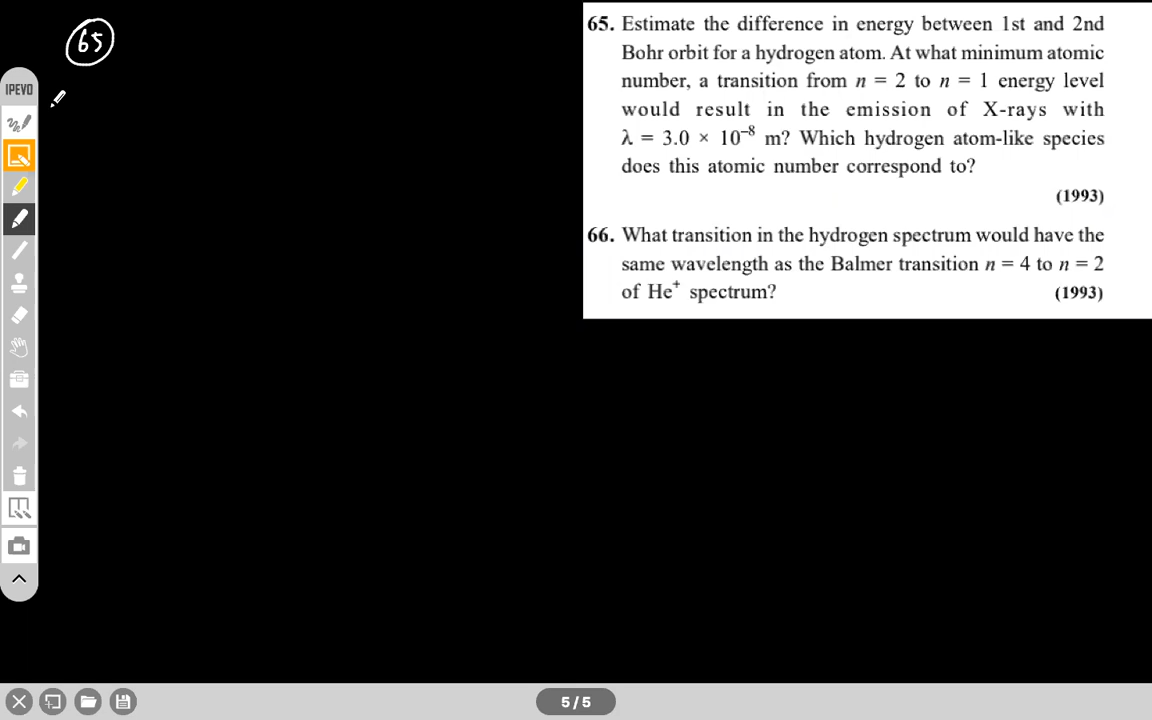 65
IPEVO
65. Estimate the difference in energy between 1st and 2nd
Bohr orbit for a hydrogen atom. At what minimum atomic
number, a transition from n = 2 to n = 1 energy level
would result in the emission of X-rays with
λ = 3.0 × 10⁻⁸ m? Which hydrogen atom-like species
does this atomic number correspond to?
(1993)
66. What transition in the hydrogen spectrum would have the
same wavelength as the Balmer transition n = 4 to n = 2
of He⁺ spectrum? (1993)
5 / 5